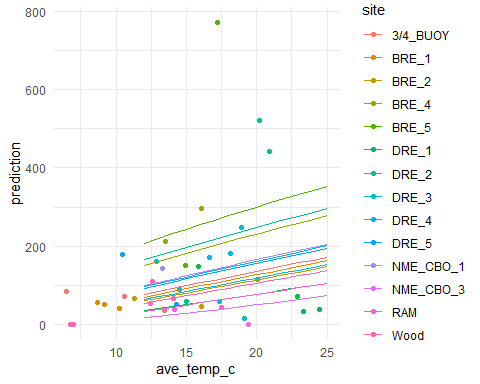 site
800
600
400
200
0
prediction
10
15
20
25
ave_temp_c
3/4_BUOY
BRE_1
BRE_2
BRE_4
BRE_5
DRE_1
DRE_2
DRE_3
DRE_4
DRE_5
NME_CBO_1
NME_CBO_3
RAM
Wood